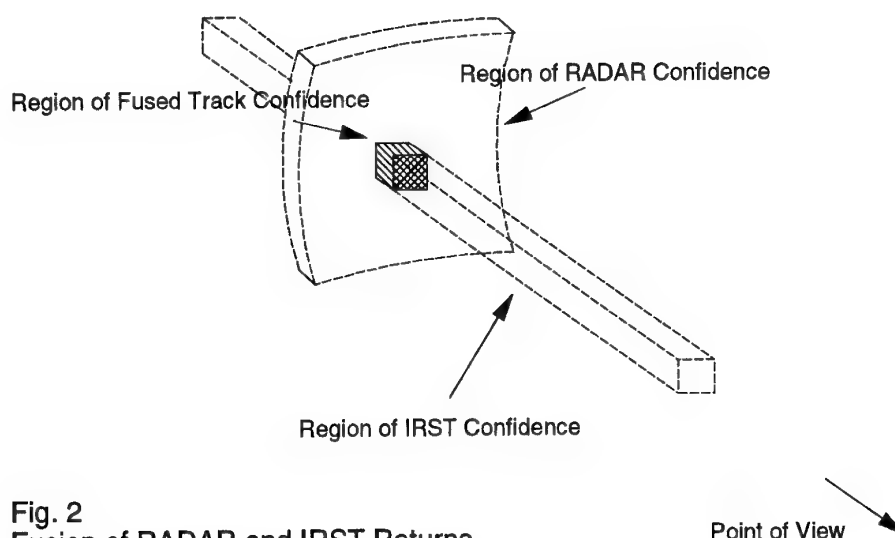 Region of RADAR Confidence
Region of Fused Track Confidence
Region of IRST Confidence
Fig. 2
Fusion of RADAR and IRST Returns
Point of View